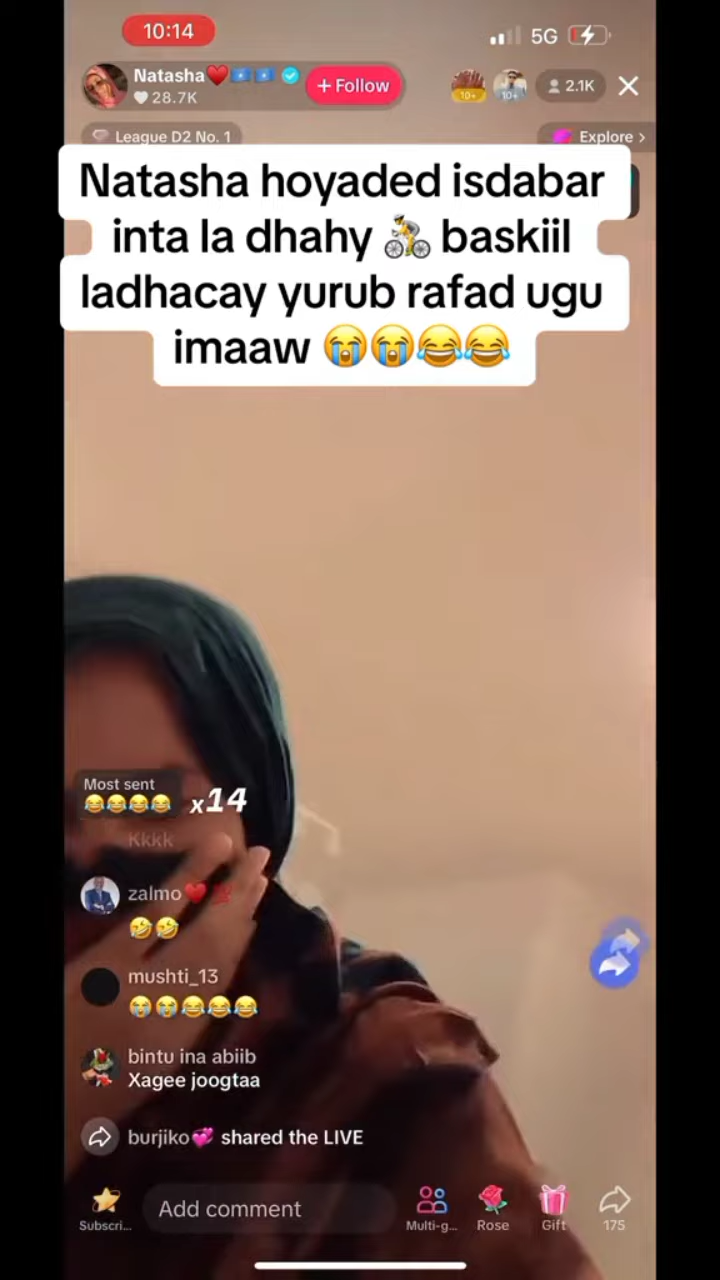 10:14
5G
Natasha❤️🇸🇴🇸🇴
28.7K
+ Follow
10+
10+
2.1K
League D2 No. 1
Explore >
Natasha hoyaded isdabar
inta la dhahy 🚴 baskiil
ladhacay yurub rafad ugu
imaaw 😭😭😂😂
Most sent
😂😂😂😂 x14
Kkkk
zalmo❤️💯
🤣🤣
mushti_13
😭😭😂😂😂
bintu ina abiib
Xagee joogtaa
burjiko💞 shared the LIVE
Subscri...
Add comment
Multi-g...
Rose
Gift
175